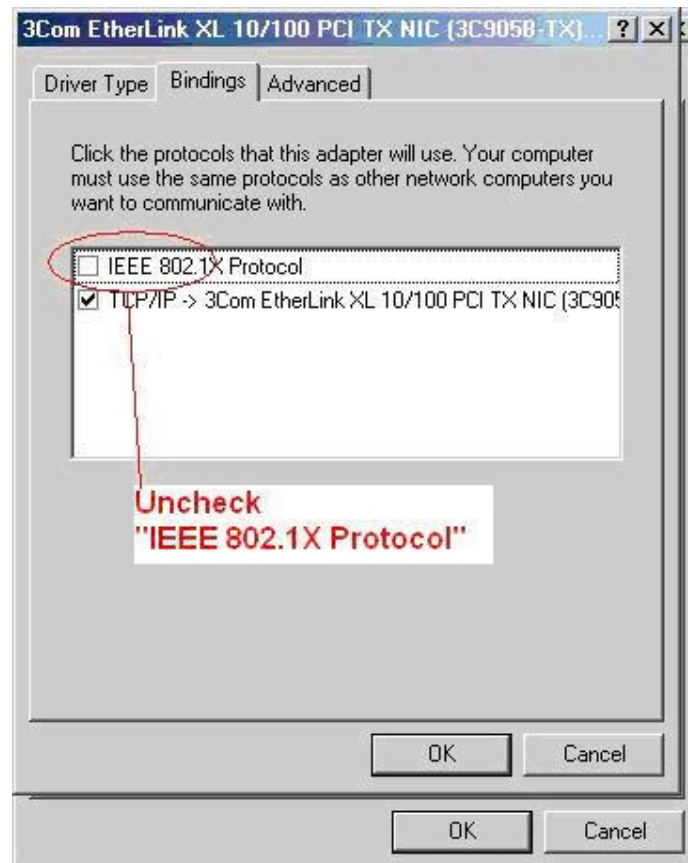 3Com EtherLink XL 10/100 PCI TX NIC (3C905B-TX)...
Driver Type Bindings Advanced
Click the protocols that this adapter will use. Your computer
must use the same protocols as other network computers you
want to communicate with.
IEEE 802.1X Protocol
TCP/IP -> 3Com EtherLink XL 10/100 PCI TX NIC (3C905
Uncheck
"IEEE 802.1X Protocol"
OK Cancel
OK Cancel